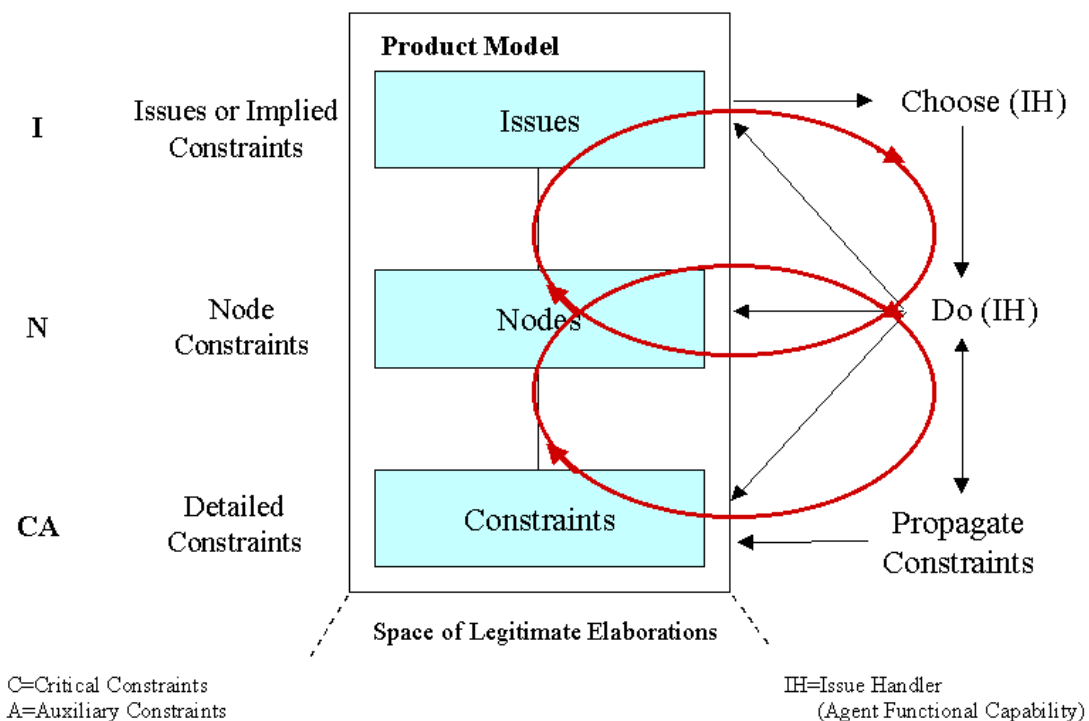 Product Model
I
Issues or Implied
Constraints
Issues
Choose (IH)
N
Node
Constraints
Nodes
Do (IH)
CA
Detailed
Constraints
Constraints
Propagate
Constraints
Space of Legitimate Elaborations
C=Critical Constraints
A=Auxiliary Constraints
IH=Issue Handler
(Agent Functional Capability)